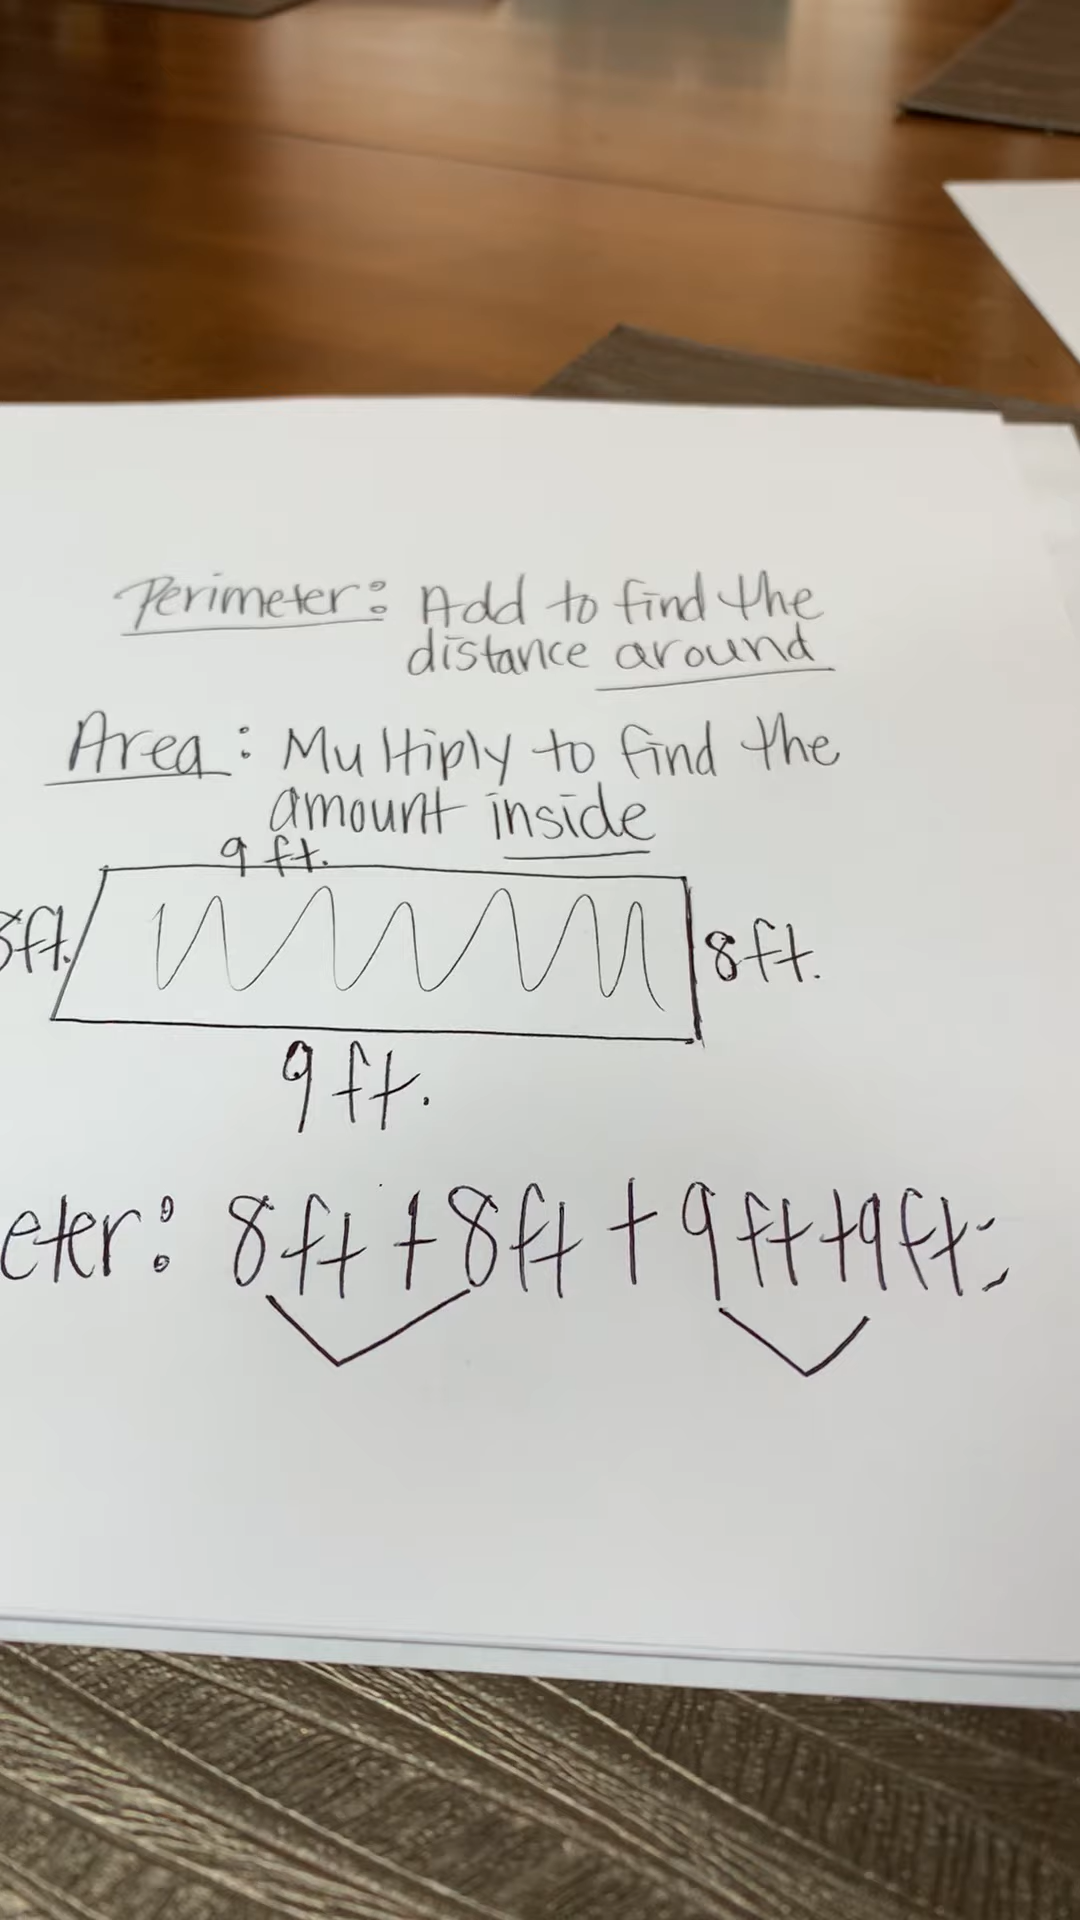 Perimeter: Add to find the
distance around
Area: Multiply to find the
amount inside
9 ft.
8ft. 8ft.
9 ft.
eter: 8ft + 8ft + 9ft + 9ft =